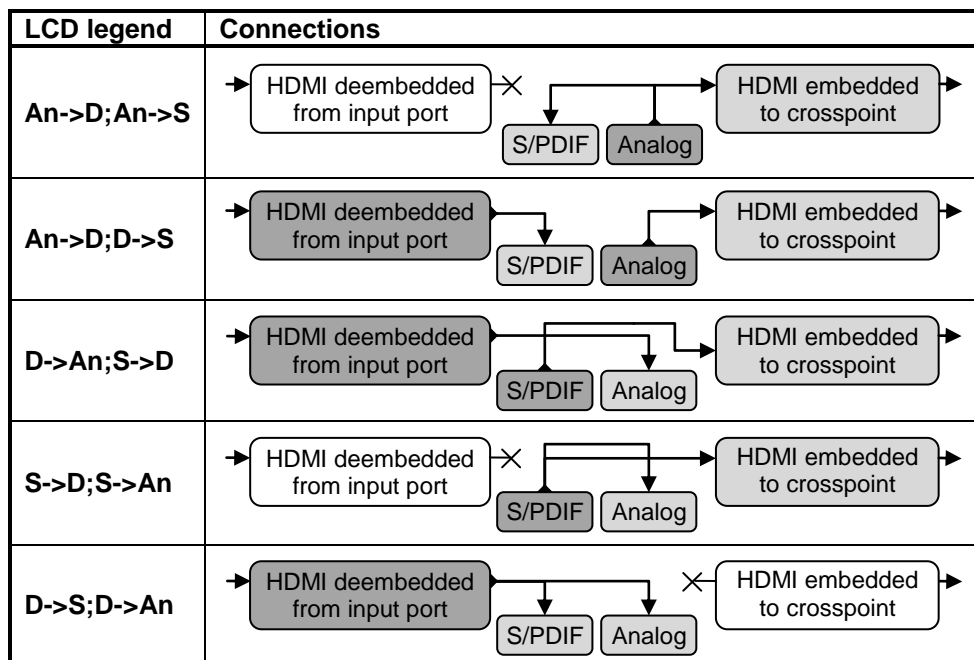 LCD legend Connections
An->D;An->S
HDMI deembedded
from input port
S/PDIF Analog
HDMI embedded
to crosspoint
An->D;D->S
HDMI deembedded
from input port
S/PDIF Analog
HDMI embedded
to crosspoint
D->An;S->D
HDMI deembedded
from input port
S/PDIF Analog
HDMI embedded
to crosspoint
S->D;S->An
HDMI deembedded
from input port
S/PDIF Analog
HDMI embedded
to crosspoint
D->S;D->An
HDMI deembedded
from input port
S/PDIF Analog
HDMI embedded
to crosspoint